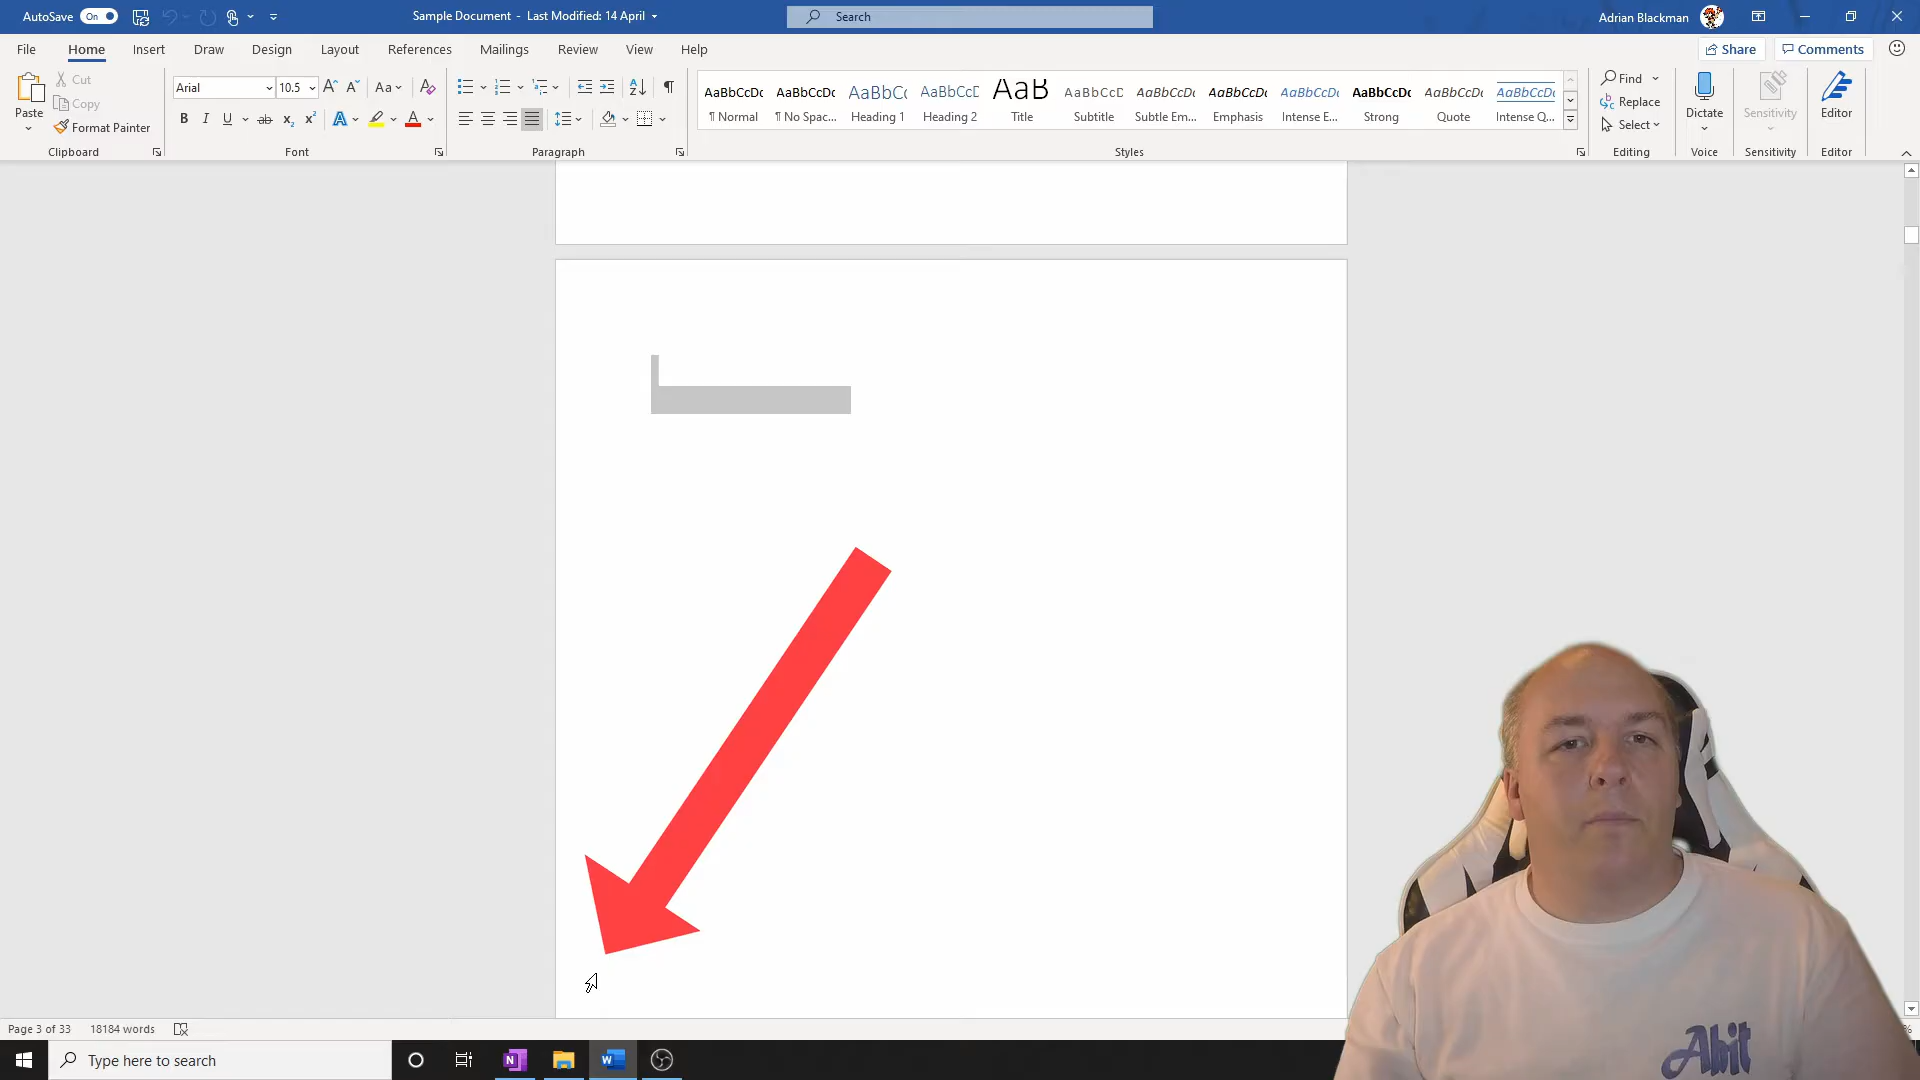 AutoSave On
Sample Document - Last Modified: 14 April
Search
Adrian Blackman
File Home Insert Draw Design Layout References Mailings Review View Help
Share Comments
Paste
Cut
Copy
Format Painter
Clipboard
Arial 10.5
Aa
B I U ab x₂ x² A A
Font
Paragraph
AaBbCcDc AaBbCcDc AaBbCc AaBbCcD AaB AaBbCcD AaBbCcDc AaBbCcDc AaBbCcDc AaBbCcDc AaBbCcDc AaBbCcDc
¶ Normal ¶ No Spac... Heading 1 Heading 2 Title Subtitle Subtle Em... Emphasis Intense E... Strong Quote Intense Q...
Styles
Find
Replace
Select
Editing
Dictate
Voice
Sensitivity
Sensitivity
Editor
Editor
Abit
Page 3 of 33 18184 words
%
Type here to search
N
W